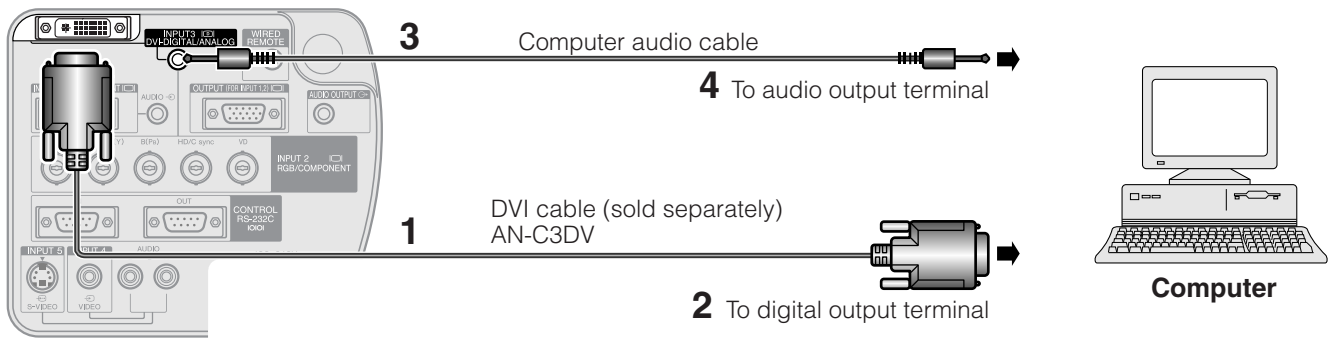 INPUT3
DVI-DIGITAL/ANALOG
WIRED
REMOTE
3
Computer audio cable
4 To audio output terminal
AUDIO
OUTPUT (FOR INPUT 1,2)
AUDIO OUTPUT
B(PB)
HD/C sync
VD
INPUT 2
RGB/COMPONENT
OUT
CONTROL
RS-232C
IOIOI
1
DVI cable (sold separately)
AN-C3DV
INPUT 5
INPUT 4
AUDIO
S-VIDEO
VIDEO
2 To digital output terminal
Computer